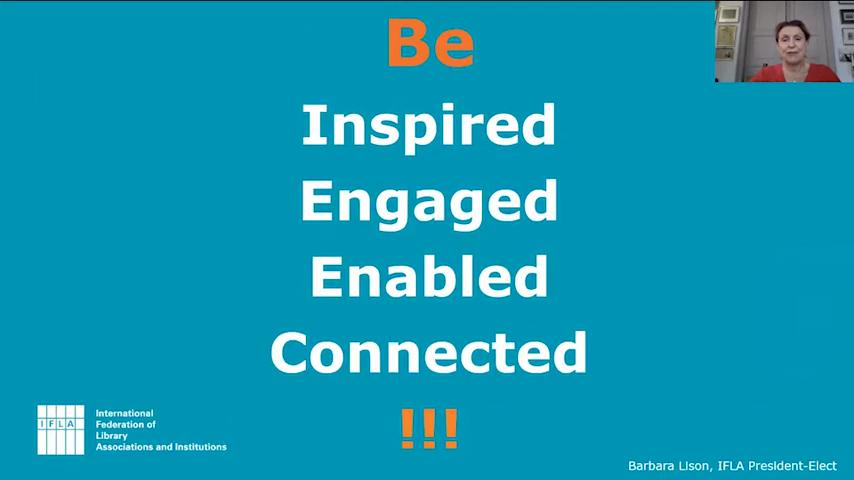 Be
Inspired
Engaged
Enabled
Connected
!!!
IFLA
International
Federation of
Library
Associations and Institutions
Barbara Lison, IFLA President-Elect